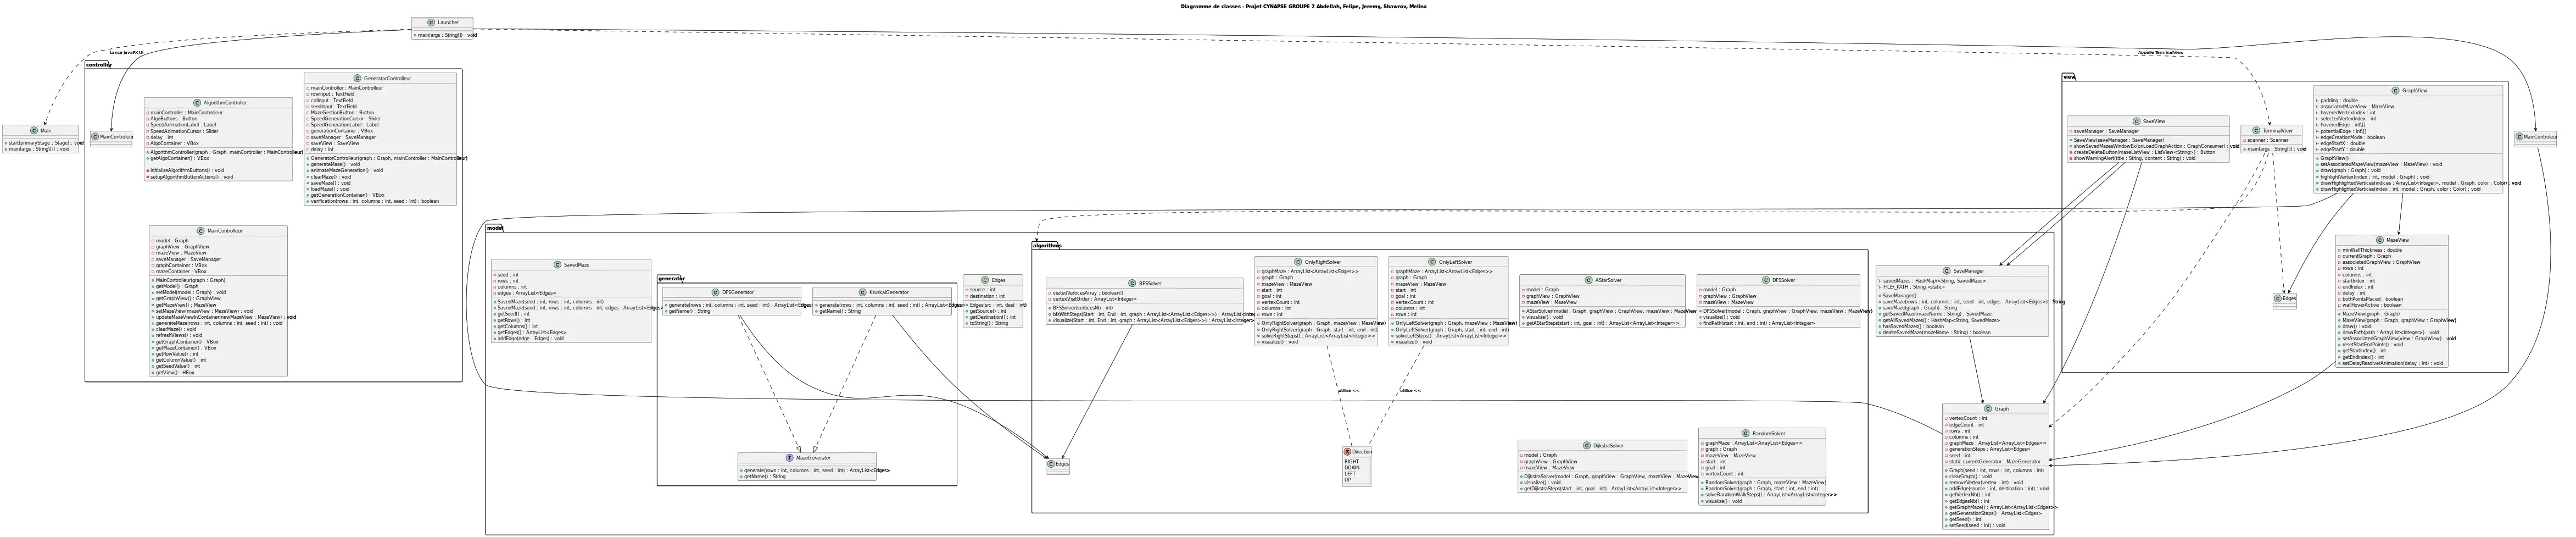 Diagramme de classes - Projet CYNAPSE GROUPE 2 Abdellah, Felipe, Jeremy, Shawrov, Melina
Launcher
main(args : String[]) : void
Lance JavaFX UI
Appelle TerminalView
Main
start(primaryStage : Stage) : void
main(args : String[]) : void
controller
MainControleur
AlgorithmController
mainController : MainControlleur
AlgoButtons : Button
SpeedAnimationLabel : Label
SpeedAnimationCursor : Slider
delay : int
AlgoContainer : VBox
AlgorithmController(graph : Graph, mainController : MainControlleur)
getAlgoContainer() : VBox
initializeAlgorithmButtons() : void
setupAlgorithmButtonActions() : void
GeneratorControlleur
mainController : MainControlleur
rowInput : TextField
colInput : TextField
seedInput : TextField
MazeGestionButton : Button
SpeedGenerationCursor : Slider
SpeedGenerationLabel : Label
generationContainer : VBox
saveManager : SaveManager
saveView : SaveView
delay : int
GeneratorControlleur(graph : Graph, mainController : MainControlleur)
generateMaze() : void
animateMazeGeneration() : void
clearMaze() : void
saveMaze() : void
loadMaze() : void
getGenerationContainer() : VBox
verification(rows : int, columns : int, seed : int) : boolean
MainControlleur
model : Graph
graphView : GraphView
mazeView : MazeView
saveManager : SaveManager
graphContainer : VBox
mazeContainer : VBox
MainControlleur(graph : Graph)
getModel() : Graph
setModel(model : Graph) : void
getGraphView() : GraphView
getMazeView() : MazeView
setMazeView(mazeView : MazeView) : void
updateMazeViewInContainer(newMazeView : MazeView) : void
generateMaze(rows : int, columns : int, seed : int) : void
clearMaze() : void
refreshViews() : void
getGraphContainer() : VBox
getMazeContainer() : VBox
getRowValue() : int
getColumnValue() : int
getSeedValue() : int
getView() : HBox
view
SaveView
saveManager : SaveManager
SaveView(saveManager : SaveManager)
showSavedMazesWindowEx(onLoadGraphAction : GraphConsumer) : void
createDeleteButton(mazeListView : ListView<String>) : Button
showWarningAlert(title : String, content : String) : void
TerminalView
scanner : Scanner
main(args : String[]) : void
GraphView
\- padding : double
\- associatedMazeView : MazeView
\- hoveredVertexIndex : int
\- selectedVertexIndex : int
\- hoveredEdge : int[]
\- potentialEdge : int[]
\- edgeCreationMode : boolean
\- edgeStartX : double
\- edgeStartY : double
GraphView()
setAssociatedMazeView(mazeView : MazeView) : void
draw(graph : Graph) : void
highlightVertex(index : int, model : Graph) : void
drawHighlightedVertices(indices : ArrayList<Integer>, model : Graph, color : Color) : void
drawHighlightedVertices(index : int, model : Graph, color : Color) : void
MainControleur
Edges
MazeView
minWallThickness : double
currentGraph : Graph
associatedGraphView : GraphView
rows : int
columns : int
startIndex : int
endIndex : int
delay : int
bothPointsPlaced : boolean
wallHoverActive : boolean
MazeView(graph : Graph)
MazeView(graph : Graph, graphView : GraphView)
draw() : void
drawPath(path : ArrayList<Integer>) : void
setAssociatedGraphView(view : GraphView) : void
resetStartEndPoints() : void
getStartIndex() : int
getEndIndex() : int
setDelayResolverAnimation(delay : int) : void
model
SavedMaze
seed : int
rows : int
columns : int
edges : ArrayList<Edges>
SavedMaze(seed : int, rows : int, columns : int)
SavedMaze(seed : int, rows : int, columns : int, edges : ArrayList<Edges>)
getSeed() : int
getRows() : int
getColumns() : int
getEdges() : ArrayList<Edges>
addEdge(edge : Edges) : void
generator
DFSGenerator
generate(rows : int, columns : int, seed : int) : ArrayList<Edges>
getName() : String
KruskalGenerator
generate(rows : int, columns : int, seed : int) : ArrayList<Edges>
getName() : String
MazeGenerator
generate(rows : int, columns : int, seed : int) : ArrayList<Edges>
getName() : String
Edges
source : int
destination : int
Edges(src : int, dest : int)
getSource() : int
getDestination() : int
toString() : String
algorithms
BFSSolver
visitedVerticesArray : boolean[]
vertexVisitOrder : ArrayList<Integer>
BFSSolver(verticesNb : int)
OnlyRightSolver
graphMaze : ArrayList<ArrayList<Edges>>
graph : Graph
mazeView : MazeView
start : int
goal : int
vertexCount : int
columns : int
rows : int
OnlyRightSolver(graph : Graph, mazeView : MazeView)
OnlyRightSolver(graph : Graph, start : int, end : int)
solveRightSteps() : ArrayList<ArrayList<Integer>>
visualize() : void
OnlyLeftSolver
graphMaze : ArrayList<ArrayList<Edges>>
graph : Graph
mazeView : MazeView
start : int
goal : int
vertexCount : int
columns : int
rows : int
OnlyLeftSolver(graph : Graph, mazeView : MazeView)
OnlyLeftSolver(graph : Graph, start : int, end : int)
solveLeftSteps() : ArrayList<ArrayList<Integer>>
visualize() : void
AStarSolver
model : Graph
graphView : GraphView
mazeView : MazeView
AStarSolver(model : Graph, graphView : GraphView, mazeView : MazeView)
visualize() : void
getAStarSteps(start : int, goal : int) : ArrayList<ArrayList<Integer>>
DFSSolver
model : Graph
graphView : GraphView
mazeView : MazeView
DFSSolver(model : Graph, graphView : GraphView, mazeView : MazeView)
visualize() : void
findPath(start : int, end : int) : ArrayList<Integer>
utilise <<
utilise <<
Edges
Direction
RIGHT
DOWN
LEFT
UP
DijkstraSolver
model : Graph
graphView : GraphView
mazeView : MazeView
DijkstraSolver(model : Graph, graphView : GraphView, mazeView : MazeView)
visualize() : void
getDijkstraSteps(start : int, goal : int) : ArrayList<ArrayList<Integer>>
RandomSolver
graphMaze : ArrayList<ArrayList<Edges>>
graph : Graph
mazeView : MazeView
start : int
goal : int
vertexCount : int
RandomSolver(graph : Graph, mazeView : MazeView)
RandomSolver(graph : Graph, start : int, end : int)
solveRandomWalkSteps() : ArrayList<ArrayList<Integer>>
visualize() : void
SaveManager
\- savedMazes : HashMap<String, SavedMaze>
\- FILE\_PATH : String «static»
SaveManager()
saveMaze(rows : int, columns : int, seed : int, edges : ArrayList<Edges>) : String
saveMaze(graph : Graph) : String
getSavedMaze(mazeName : String) : SavedMaze
getAllSavedMazes() : HashMap<String, SavedMaze>
hasSavedMazes() : boolean
deleteSavedMaze(mazeName : String) : boolean
Graph
vertexCount : int
edgeCount : int
rows : int
columns : int
graphMaze : ArrayList<ArrayList<Edges>>
generationSteps : ArrayList<Edges>
seed : int
static currentGenerator : MazeGenerator
Graph(seed : int, rows : int, columns : int)
clearGraph() : void
removeVertex(vertex : int) : void
addEdge(source : int, destination : int) : void
getVertexNb() : int
getEdgesNb() : int
getGraphMaze() : ArrayList<ArrayList<Edges>>
getGenerationSteps() : ArrayList<Edges>
getSeed() : int
setSeed(seed : int) : void